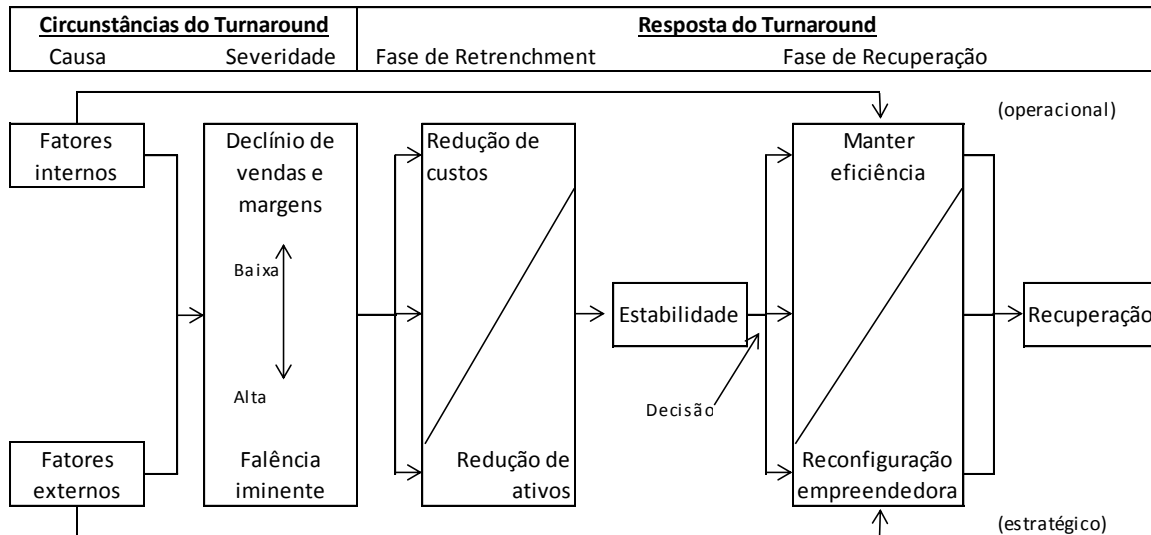 Circunstâncias do Turnaround
Resposta do Turnaround
Causa
Severidade
Fase de Retrenchment
Fase de Recuperação
(operacional)
Fatores
internos
Declínio de
vendas e
margens
Baixa
Alta
Falência
iminente
Fatores
externos
Redução de
custos
Redução de
ativos
Estabilidade
Decisão
Manter
eficiência
Reconfiguração
empreendedora
Recuperação
(estratégico)